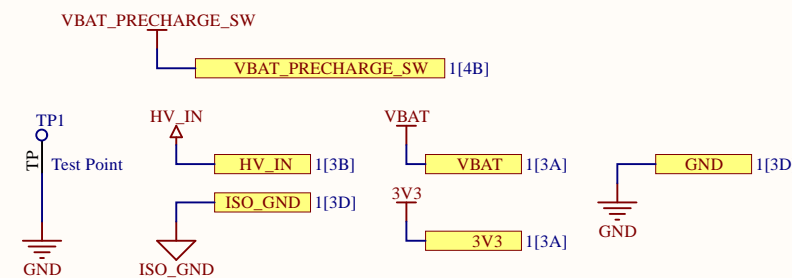 VBAT_PRECHARGE_SW
VBAT_PRECHARGE_SW 1[4B]
TP1
HV_IN
VBAT
TP
Test Point
HV_IN 1[3B]
VBAT 1[3A]
GND 1[3D
ISO_GND 1[3D]
3V3
GND
3V3 1[3A]
GND
ISO_GND